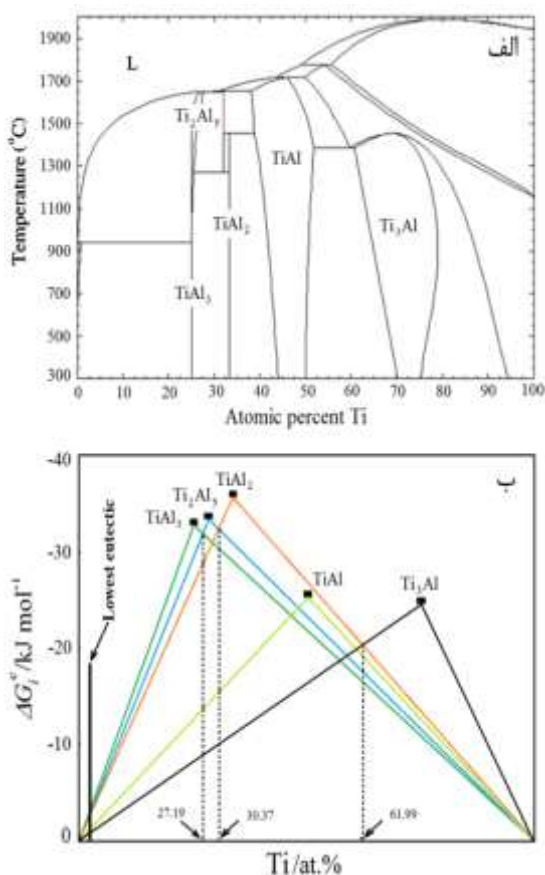 1900
1700
1500
1300
1100
900
700
500
300
Temperature (°C)
L
الف
Ti₂Al₅
TiAl
TiAl₂
Ti₃Al
TiAl₃
0 10 20 30 40 50 60 70 80 90 100
Atomic percent Ti
-40
-30
-20
-10
0
ΔGᵢᵉ/kJ mol⁻¹
ب
Lowest eutectic
TiAl₂
Ti₂Al₅
TiAl₃
TiAl
Ti₃Al
27.19
30.37
61.99
Ti/at.%